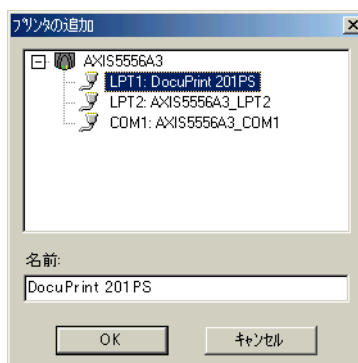 プリンタの追加
AXIS5556A3
LPT1: DocuPrint 201PS
LPT2: AXIS5556A3_LPT2
COM1: AXIS5556A3_COM1
名前:
DocuPrint 201PS
OK
キャンセル